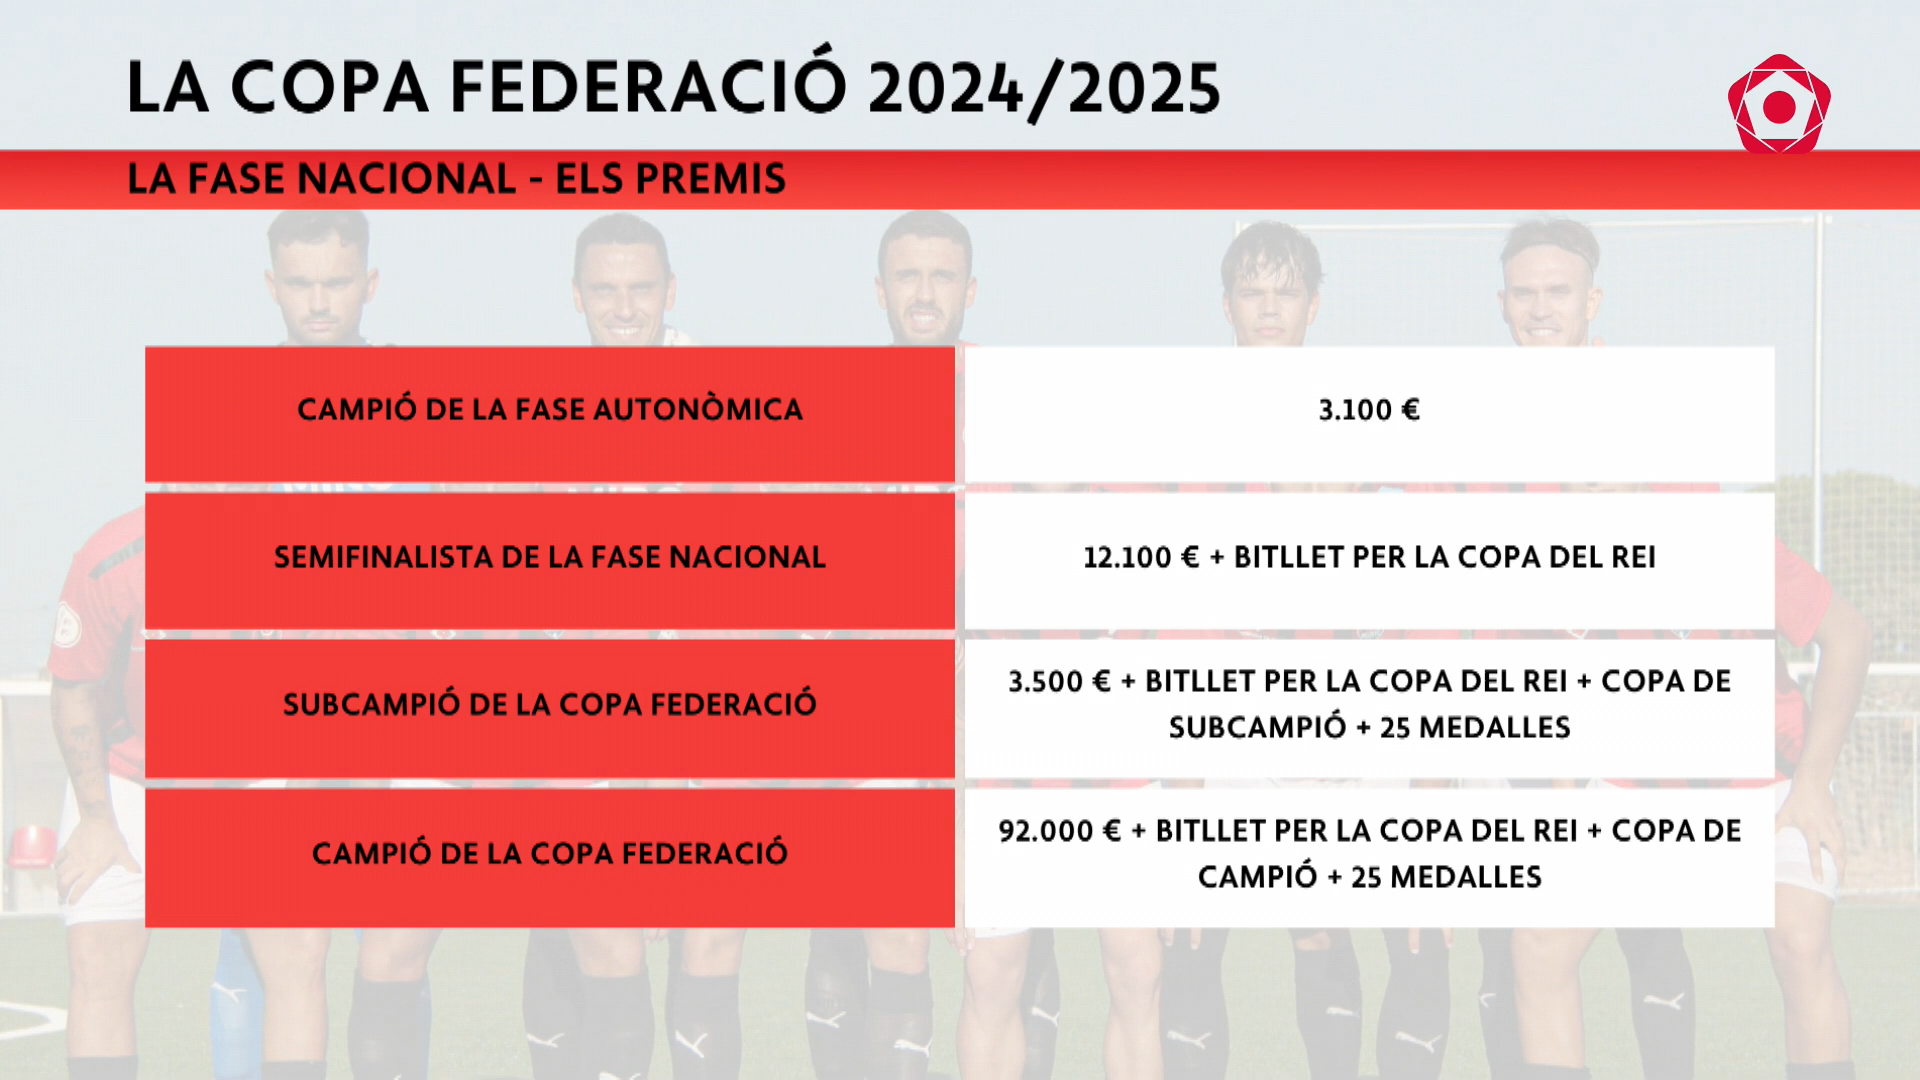 LA COPA FEDERACIÓ 2024/2025
LA FASE NACIONAL - ELS PREMIS
CAMPIÓ DE LA FASE AUTONÒMICA
3.100 €
SEMIFINALISTA DE LA FASE NACIONAL
12.100 € + BITLLET PER LA COPA DEL REI
SUBCAMPIÓ DE LA COPA FEDERACIÓ
3.500 € + BITLLET PER LA COPA DEL REI + COPA DE
SUBCAMPIÓ + 25 MEDALLES
CAMPIÓ DE LA COPA FEDERACIÓ
92.000 € + BITLLET PER LA COPA DEL REI + COPA DE
CAMPIÓ + 25 MEDALLES